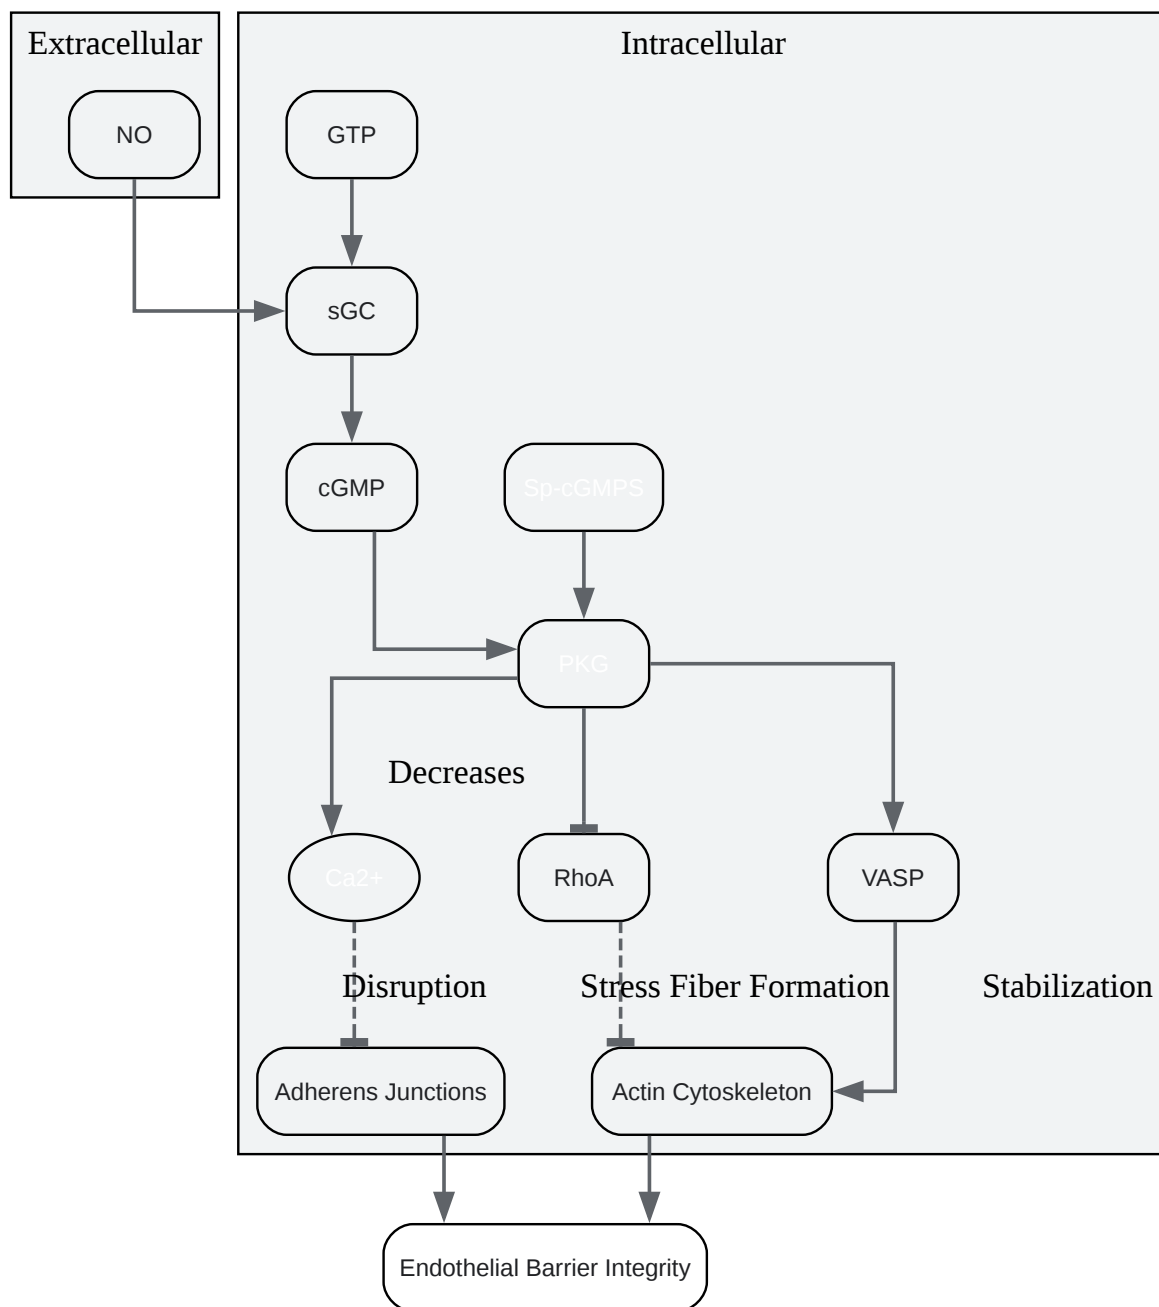 Extracellular
Intracellular
NO
GTP
sGC
cGMP
Sp-cGMPS
PKG
Decreases
Ca2+
RhoA
VASP
Disruption
Stress Fiber Formation
Stabilization
Adherens Junctions
Actin Cytoskeleton
Endothelial Barrier Integrity